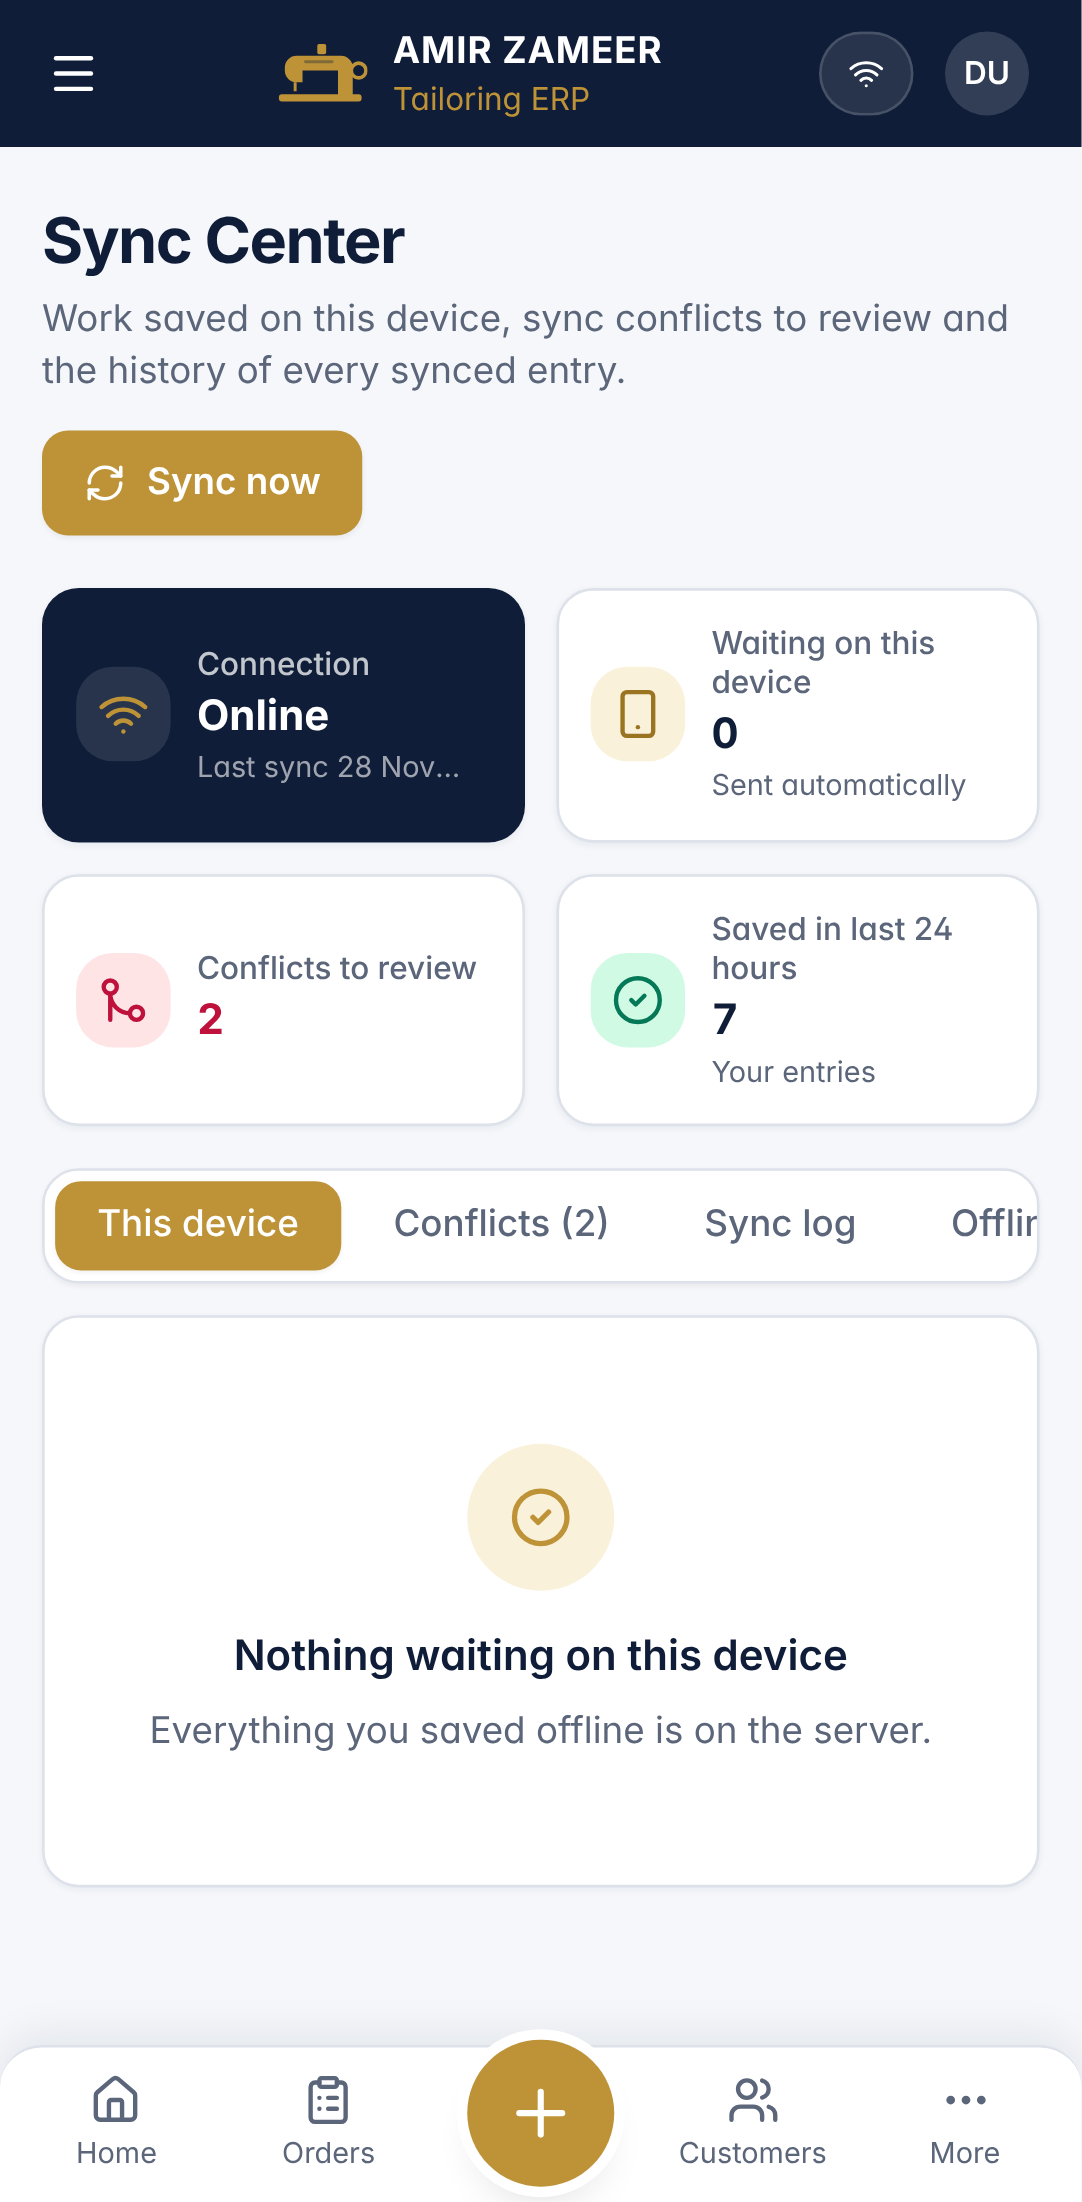 AMIR ZAMEER
Tailoring ERP
DU
Sync Center
Work saved on this device, sync conflicts to review and
the history of every synced entry.
Sync now
Connection
Online
Last sync 28 Nov...
Waiting on this
device
0
Sent automatically
Conflicts to review
2
Saved in last 24
hours
7
Your entries
This device
Conflicts (2)
Sync log
Nothing waiting on this device
Everything you saved offline is on the server.
Home
Orders
Customers
More